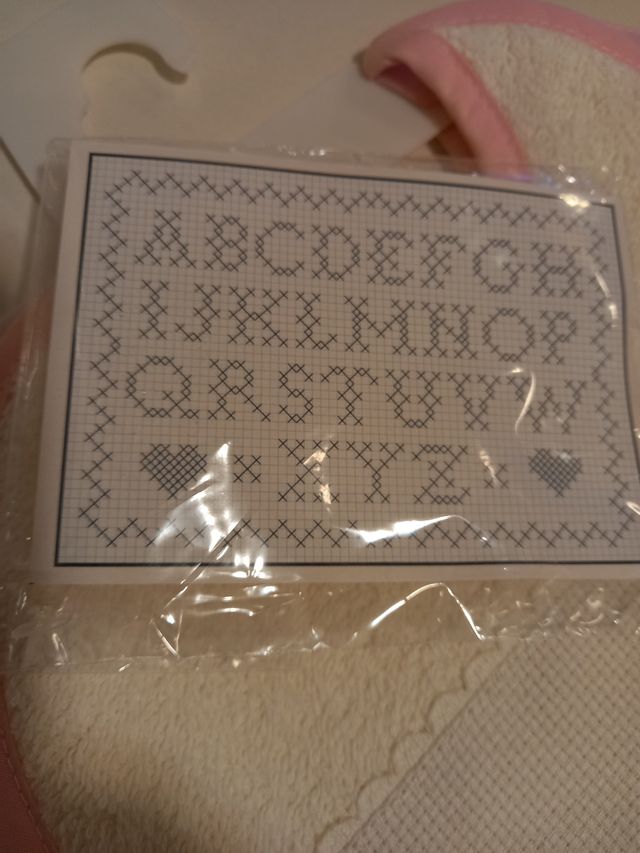 ABCDEFGH
IJKLMNOP
QRSTUVW
XYZ